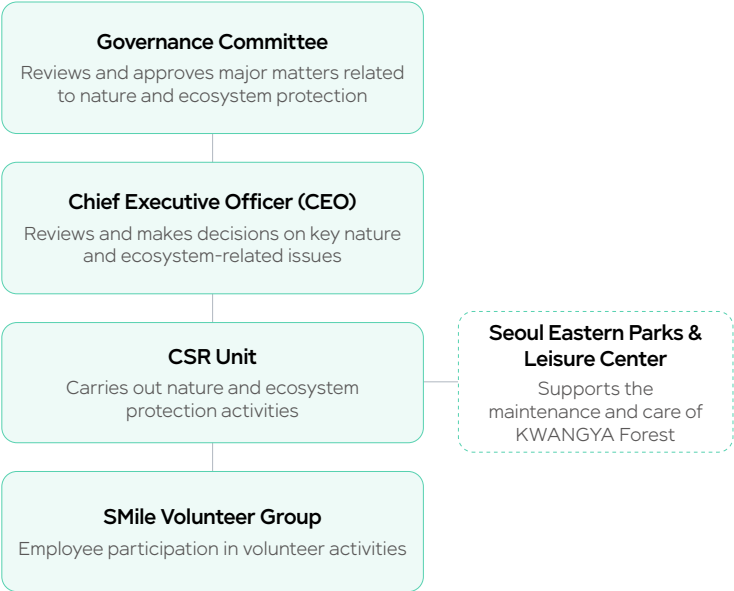 Governance Committee
Reviews and approves major matters related
to nature and ecosystem protection
Chief Executive Officer (CEO)
Reviews and makes decisions on key nature
and ecosystem-related issues
CSR Unit
Carries out nature and ecosystem
protection activities
Seoul Eastern Parks &
Leisure Center
Supports the
maintenance and care of
KWANGYA Forest
SMile Volunteer Group
Employee participation in volunteer activities